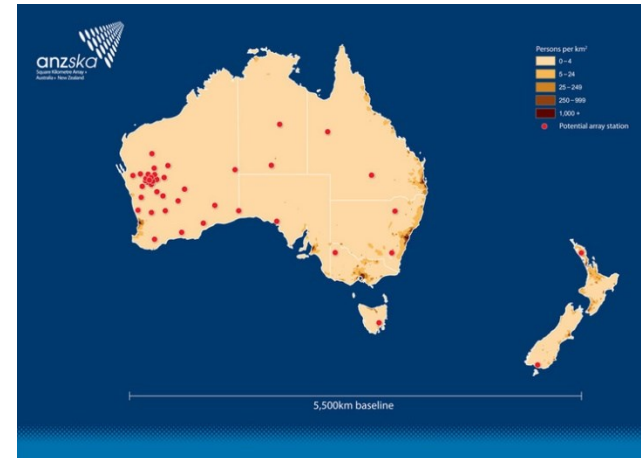 anzska
Square Kilometre Array •
Australia • New Zealand
Persons per km²
0–4
5–24
25–249
250–999
1,000 +
Potential array station
5,500km baseline